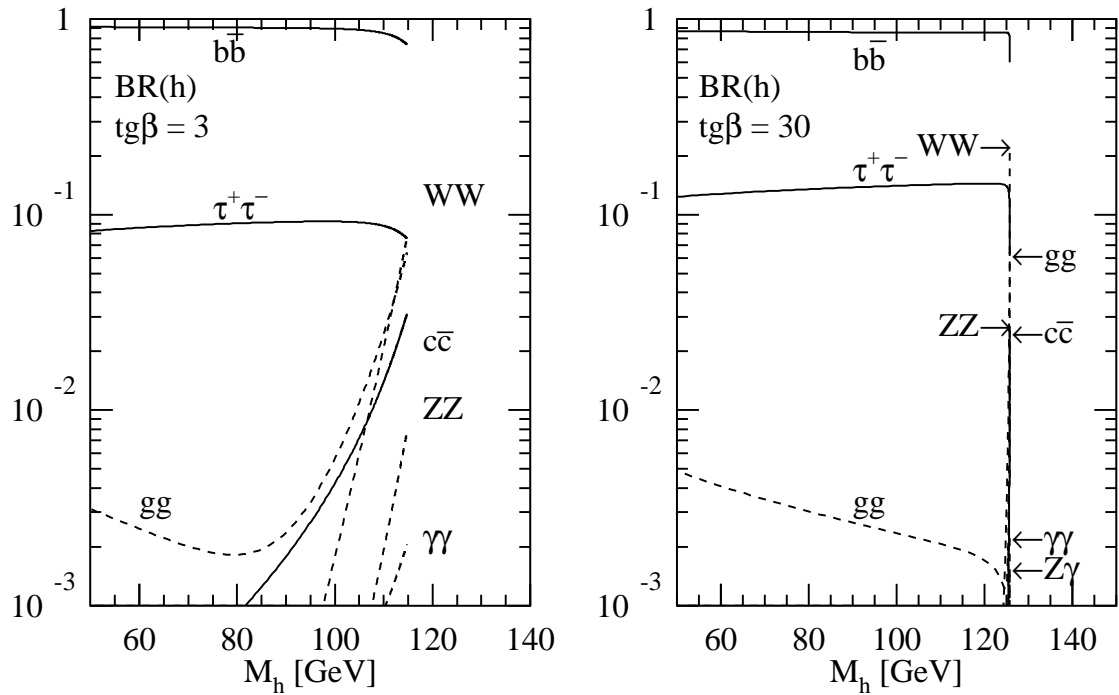 1
bb̄
BR(h)
tgβ = 3
τ⁺τ⁻
WW
10⁻¹
cc̄
ZZ
10⁻²
gg
γγ
10⁻³
60 80 100 120 140
M_h [GeV]
1
bb̄
BR(h)
tgβ = 30
WW
τ⁺τ⁻
10⁻¹
gg
ZZ
cc̄
10⁻²
gg
γγ
Zγ
10⁻³
60 80 100 120 140
M_h [GeV]